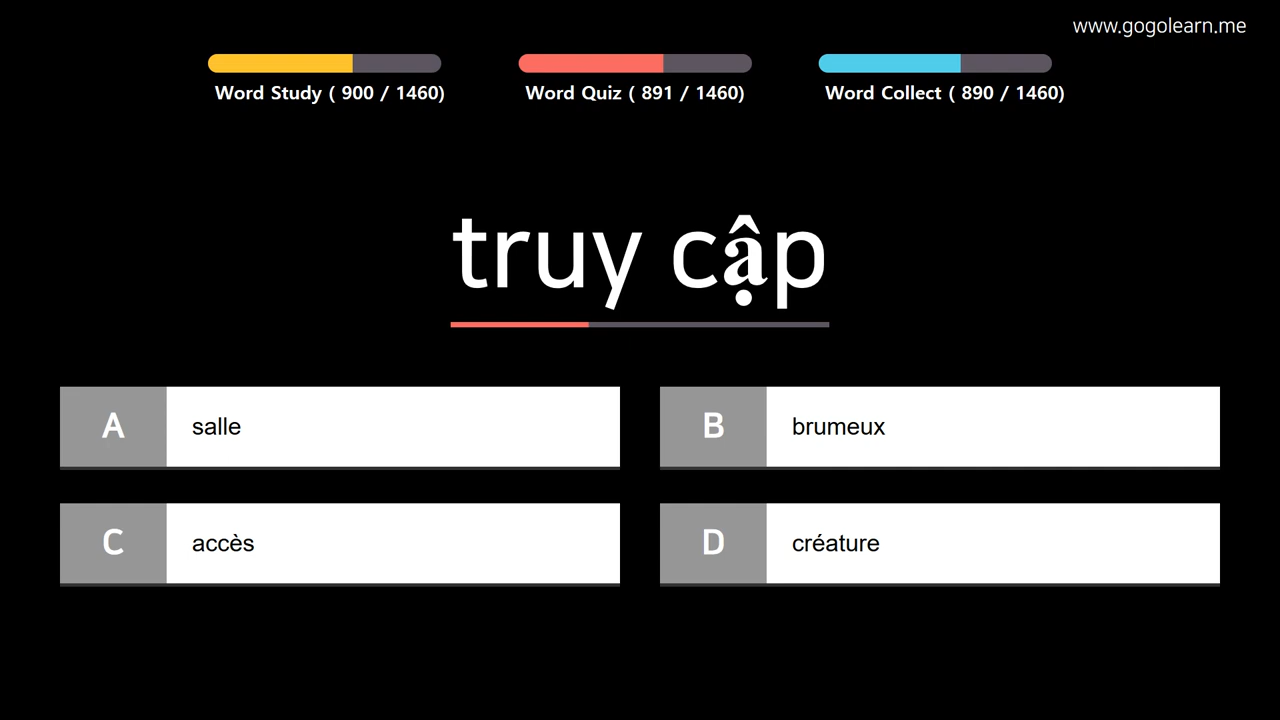 www.gogolearn.me
Word Study ( 900 / 1460)
Word Quiz ( 891 / 1460)
Word Collect ( 890 / 1460)
truy cập
A salle
B brumeux
C accès
D créature